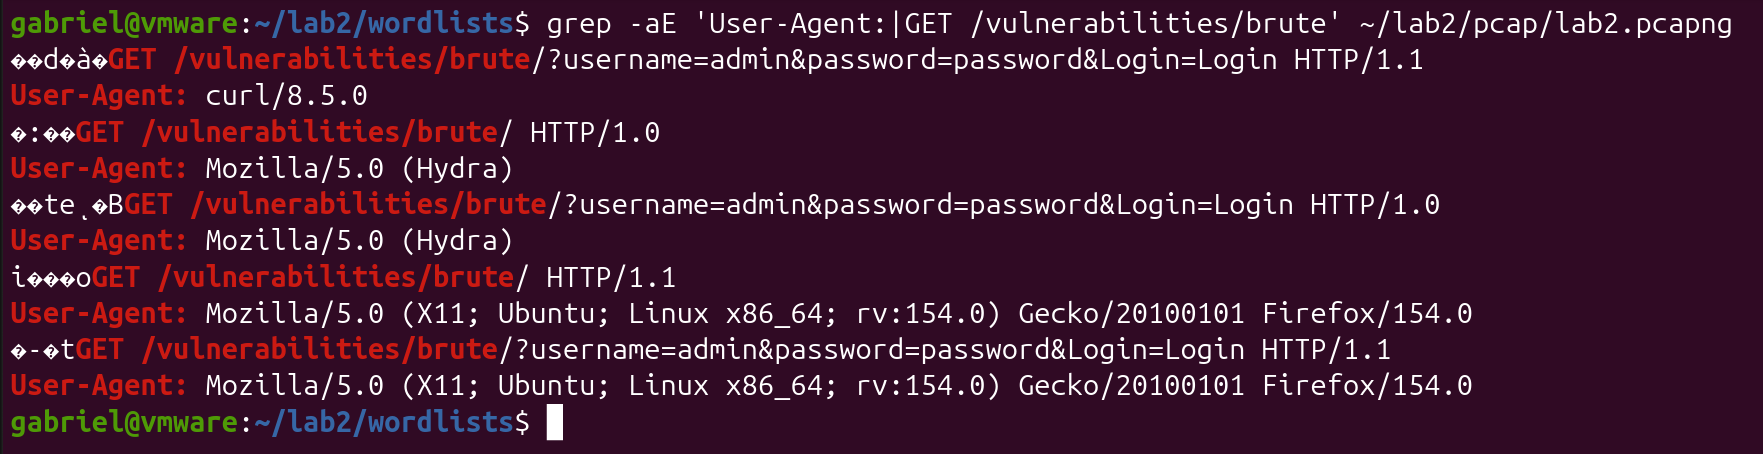 gabriel@vmware:~/lab2/wordlists$ grep -aE 'User-Agent:|GET /vulnerabilities/brute' ~/lab2/pcap/lab2.pcapng
��d�à�GET /vulnerabilities/brute/?username=admin&password=password&Login=Login HTTP/1.1
User-Agent: curl/8.5.0
�:��GET /vulnerabilities/brute/ HTTP/1.0
User-Agent: Mozilla/5.0 (Hydra)
��te˛�BGET /vulnerabilities/brute/?username=admin&password=password&Login=Login HTTP/1.0
User-Agent: Mozilla/5.0 (Hydra)
i���oGET /vulnerabilities/brute/ HTTP/1.1
User-Agent: Mozilla/5.0 (X11; Ubuntu; Linux x86_64; rv:154.0) Gecko/20100101 Firefox/154.0
�-�tGET /vulnerabilities/brute/?username=admin&password=password&Login=Login HTTP/1.1
User-Agent: Mozilla/5.0 (X11; Ubuntu; Linux x86_64; rv:154.0) Gecko/20100101 Firefox/154.0
gabriel@vmware:~/lab2/wordlists$